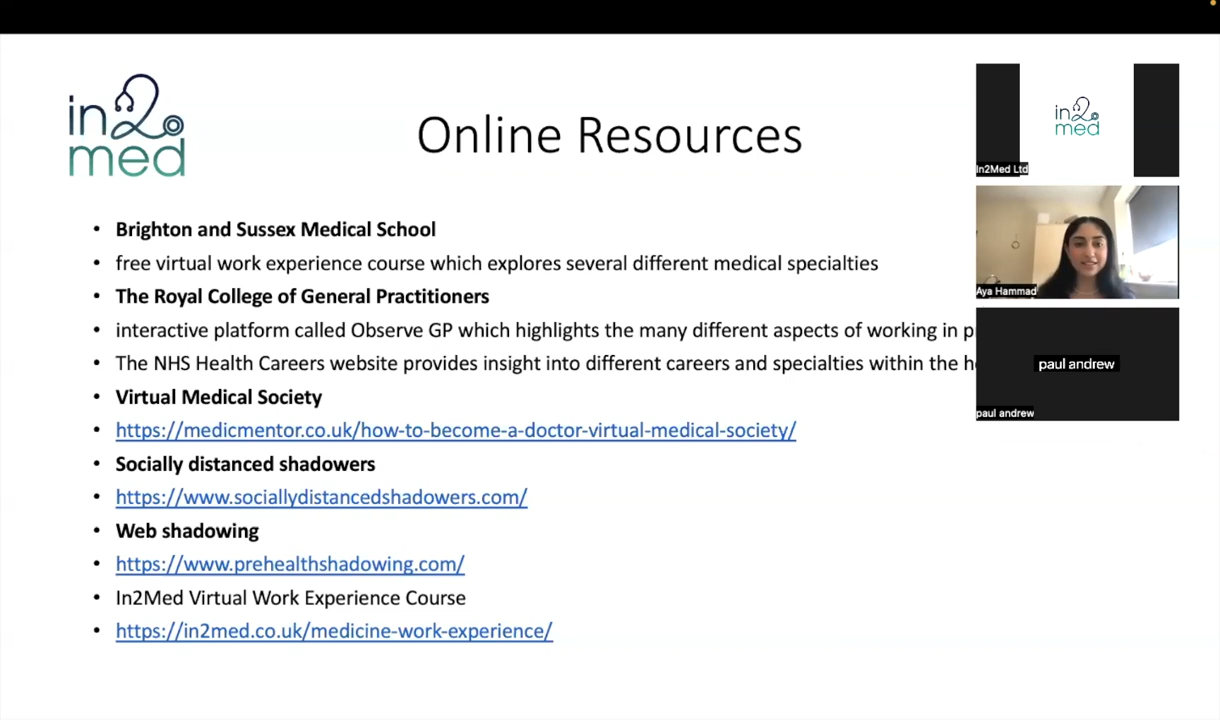 in2
med
Online Resources
• Brighton and Sussex Medical School
• free virtual work experience course which explores several different medical specialties
• The Royal College of General Practitioners
• interactive platform called Observe GP which highlights the many different aspects of working in
• The NHS Health Careers website provides insight into different careers and specialties within the
• Virtual Medical Society
• https://medicmentor.co.uk/how-to-become-a-doctor-virtual-medical-society/
• Socially distanced shadowers
• https://www.sociallydistancedshadowers.com/
• Web shadowing
• https://www.prehealthshadowing.com/
• In2Med Virtual Work Experience Course
• https://in2med.co.uk/medicine-work-experience/
in2
med
In2Med Ltd
Aya Hammad
paul andrew
paul andrew